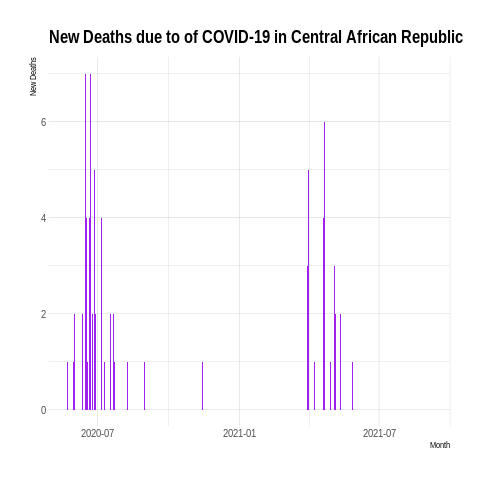 New Deaths due to of COVID-19 in Central African Republic
New Deaths
6
4
2
0
2020-07
2021-01
2021-07
Month